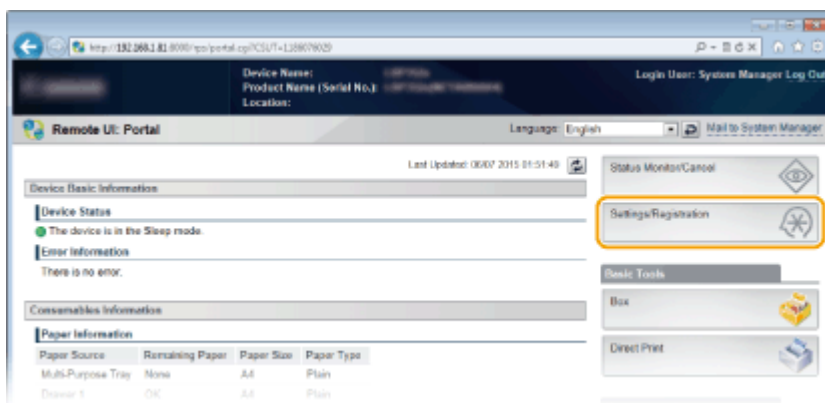 http://192.168.1.81:8000/rps/portal.cgi?CSUT=1386076029
Device Name:
Product Name (Serial No.):
Location:
Login User: System Manager Log Out
Remote UI: Portal
Language: English
Mail to System Manager
Last Updated: 06/07 2015 01:51:49
Device Basic Information
Device Status
The device is in the Sleep mode.
Error Information
There is no error.
Consumables Information
Paper Information
Paper Source Remaining Paper Paper Size Paper Type
Multi-Purpose Tray None A4 Plain
Drawer 1 OK A4 Plain
Status Monitor/Cancel
Settings/Registration
Basic Tools
Box
Direct Print